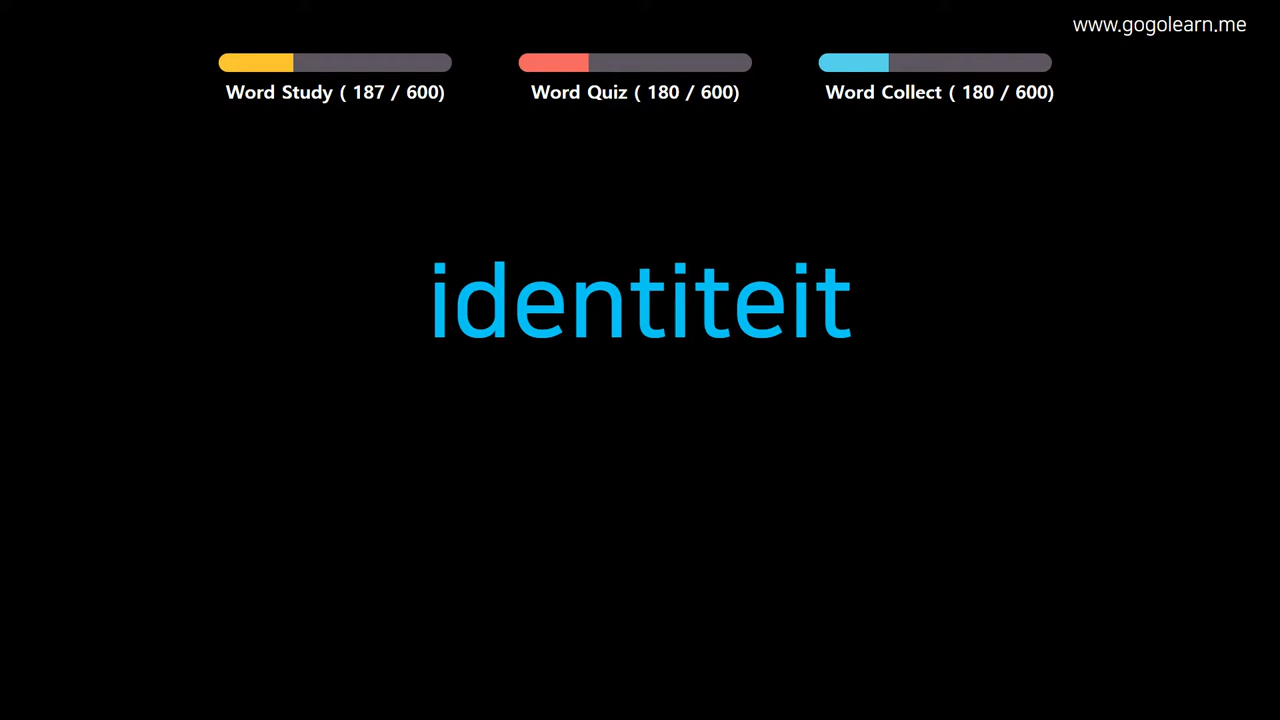 www.gogolearn.me
Word Study ( 187 / 600)
Word Quiz ( 180 / 600)
Word Collect ( 180 / 600)
identiteit